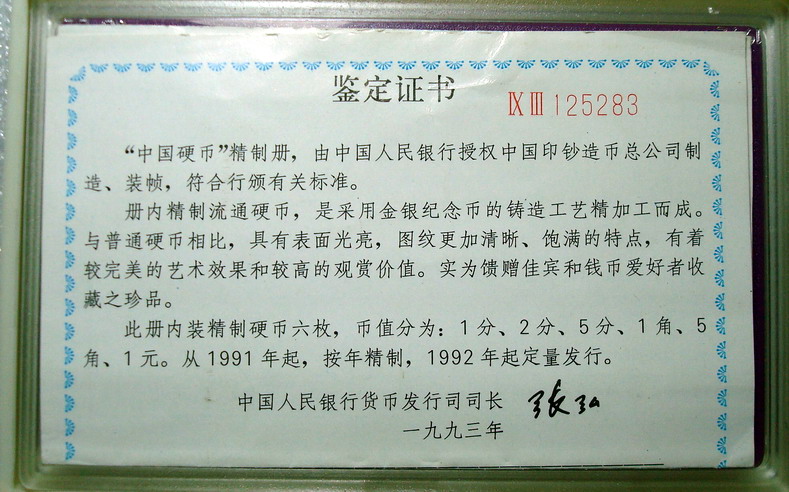 鉴定证书
ⅨⅢ 125283
“中国硬币”精制册，由中国人民银行授权中国印钞造币总公司制
造、装帧，符合行颁有关标准。
册内精制流通硬币，是采用金银纪念币的铸造工艺精加工而成。
与普通硬币相比，具有表面光亮，图纹更加清晰、饱满的特点，有着
较完美的艺术效果和较高的观赏价值。实为馈赠佳宾和钱币爱好者收
藏之珍品。
此册内装精制硬币六枚，币值分为：1分、2分、5分、1角、5
角、1元。从1991年起，按年精制，1992年起定量发行。
中国人民银行货币发行司司长 张弘
一九九三年